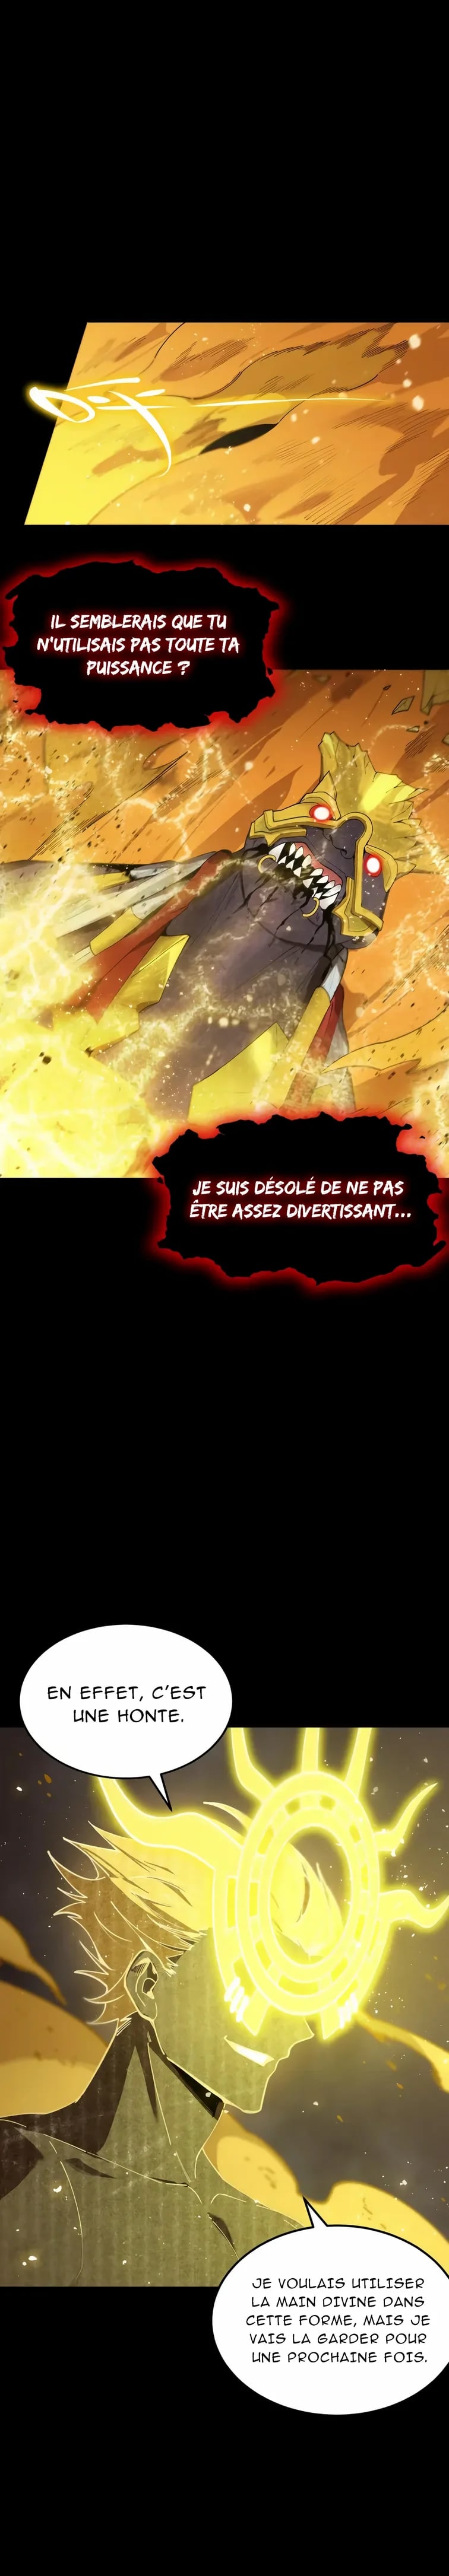 IL SEMBLERAIS QUE TU
N'UTILISAIS PAS TOUTE TA
PUISSANCE ?
JE SUIS DÉSOLÉ DE NE PAS
ÊTRE ASSEZ DIVERTISSANT...
EN EFFET, C'EST
UNE HONTE.
JE VOULAIS UTILISER
LA MAIN DIVINE DANS
CETTE FORME, MAIS JE
VAIS LA GARDER POUR
UNE PROCHAINE FOIS.